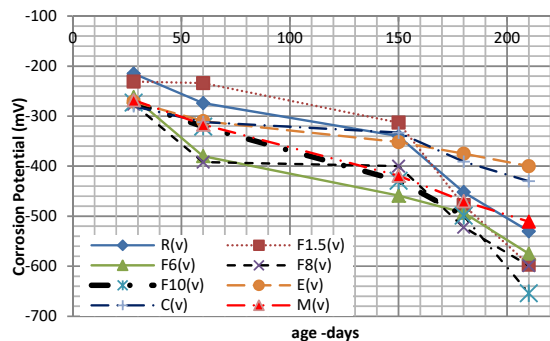 -100
0 50 100 150 200
-200
-300
-400
-500
-600
-700
Corrosion Potential (mV)
R(v) F1.5(v)
F6(v) F8(v)
F10(v) E(v)
C(v) M(v)
age -days